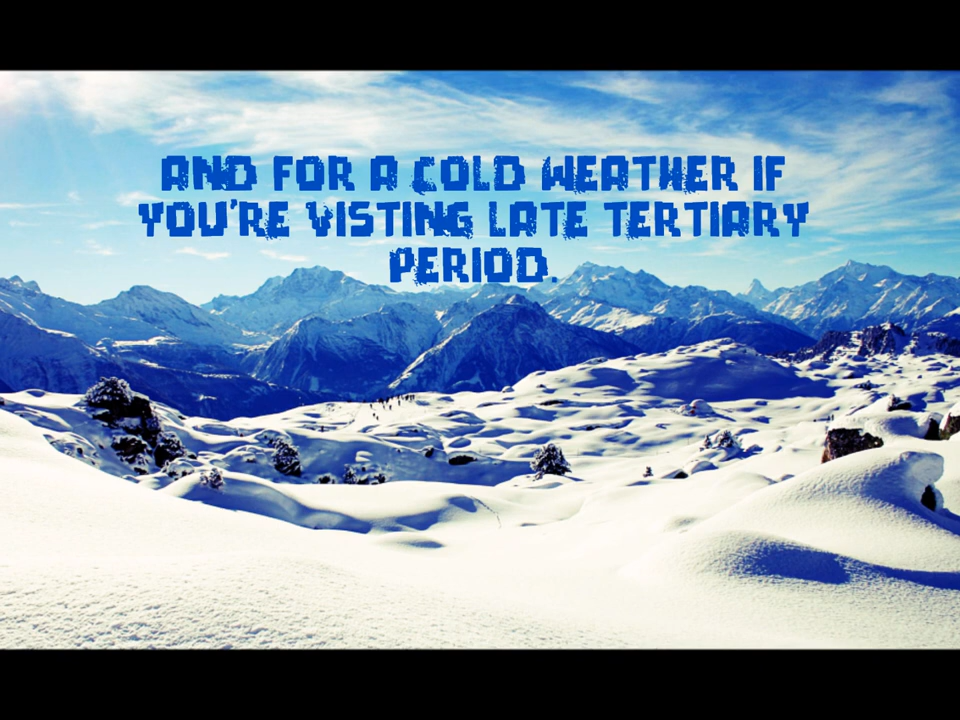 AND FOR A COLD WEATHER IF
YOU'RE VISTING LATE TERTIARY
PERIOD.